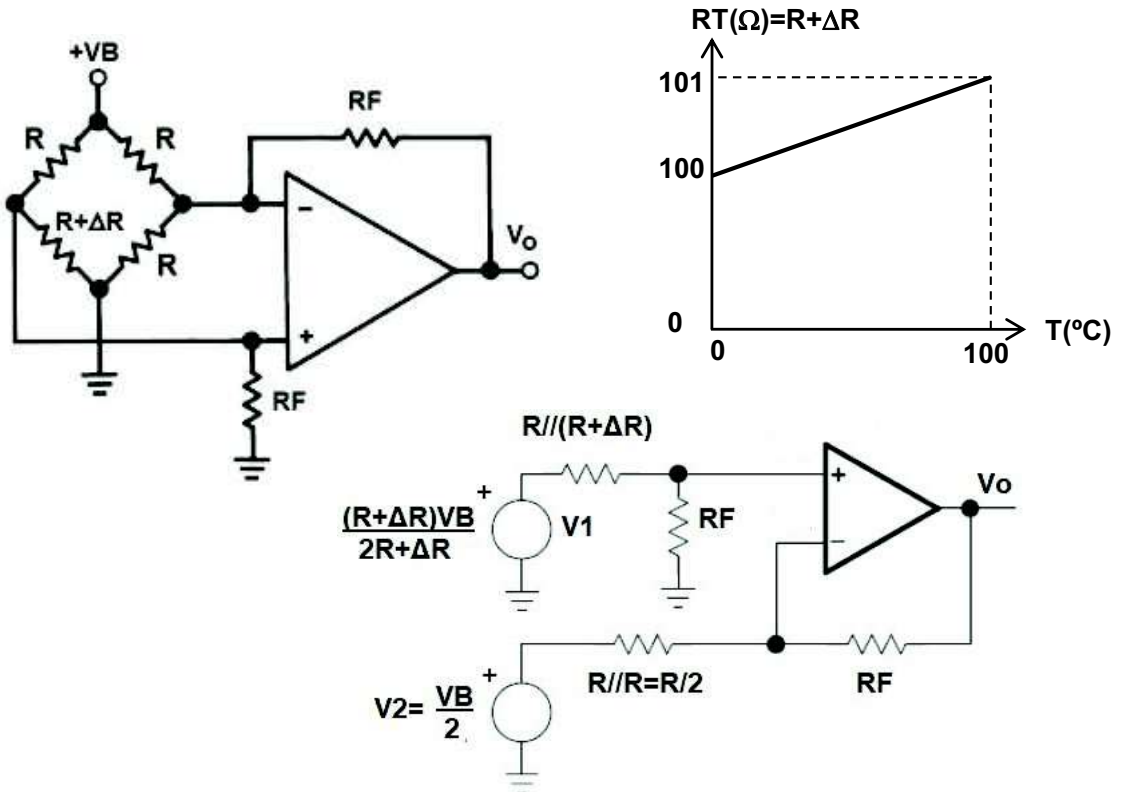 +VB
R
R
R+ΔR
R
RF
−
+
RF
Vo
RT(Ω)=R+ΔR
101
100
0
0
100
T(ºC)
R//(R+ΔR)
+
(R+ΔR)VB
2R+ΔR
V1
RF
+
−
Vo
+
V2= VB
2
R//R=R/2
RF